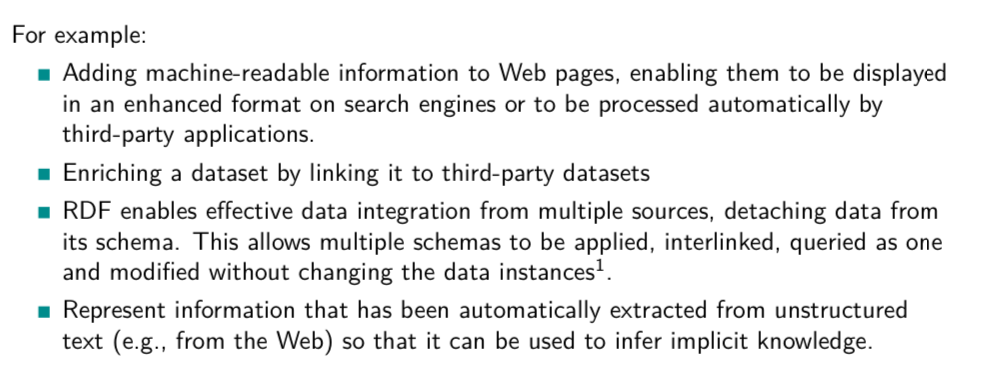 For example:
Adding machine-readable information to Web pages, enabling them to be displayed
in an enhanced format on search engines or to be processed automatically by
third-party applications.
Enriching a dataset by linking it to third-party datasets
RDF enables effective data integration from multiple sources, detaching data from
its schema. This allows multiple schemas to be applied, interlinked, queried as one
and modified without changing the data instances¹.
Represent information that has been automatically extracted from unstructured
text (e.g., from the Web) so that it can be used to infer implicit knowledge.